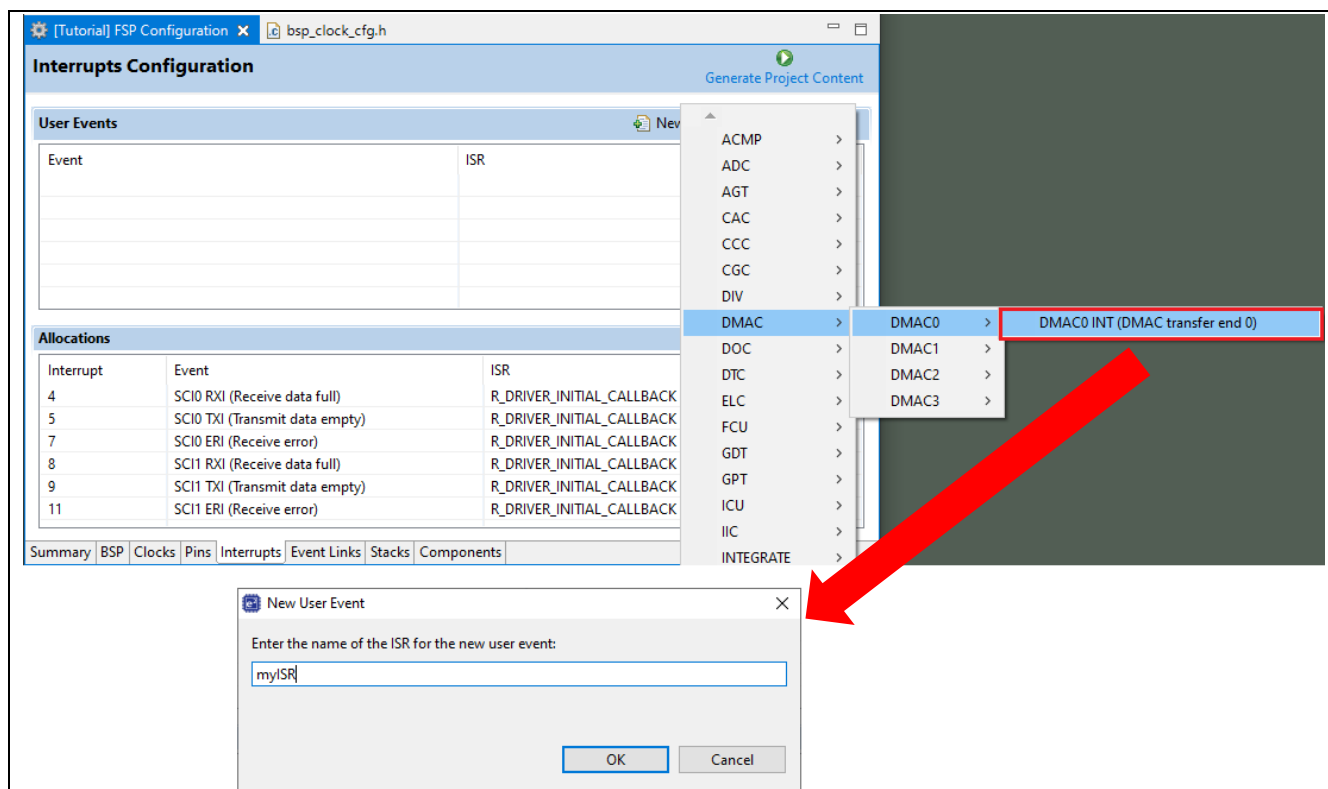 [Tutorial] FSP Configuration
bsp_clock_cfg.h
Interrupts Configuration
Generate Project Content
User Events
New
Event ISR
Allocations
Interrupt Event ISR
4 SCI0 RXI (Receive data full) R_DRIVER_INITIAL_CALLBACK
5 SCI0 TXI (Transmit data empty) R_DRIVER_INITIAL_CALLBACK
7 SCI0 ERI (Receive error) R_DRIVER_INITIAL_CALLBACK
8 SCI1 RXI (Receive data full) R_DRIVER_INITIAL_CALLBACK
9 SCI1 TXI (Transmit data empty) R_DRIVER_INITIAL_CALLBACK
11 SCI1 ERI (Receive error) R_DRIVER_INITIAL_CALLBACK
Summary BSP Clocks Pins Interrupts Event Links Stacks Components
ACMP
ADC
AGT
CAC
CCC
CGC
DIV
DMAC
DOC
DTC
ELC
FCU
GDT
GPT
ICU
IIC
INTEGRATE
DMAC0
DMAC1
DMAC2
DMAC3
DMAC0 INT (DMAC transfer end 0)
New User Event
Enter the name of the ISR for the new user event:
myISR
OK Cancel